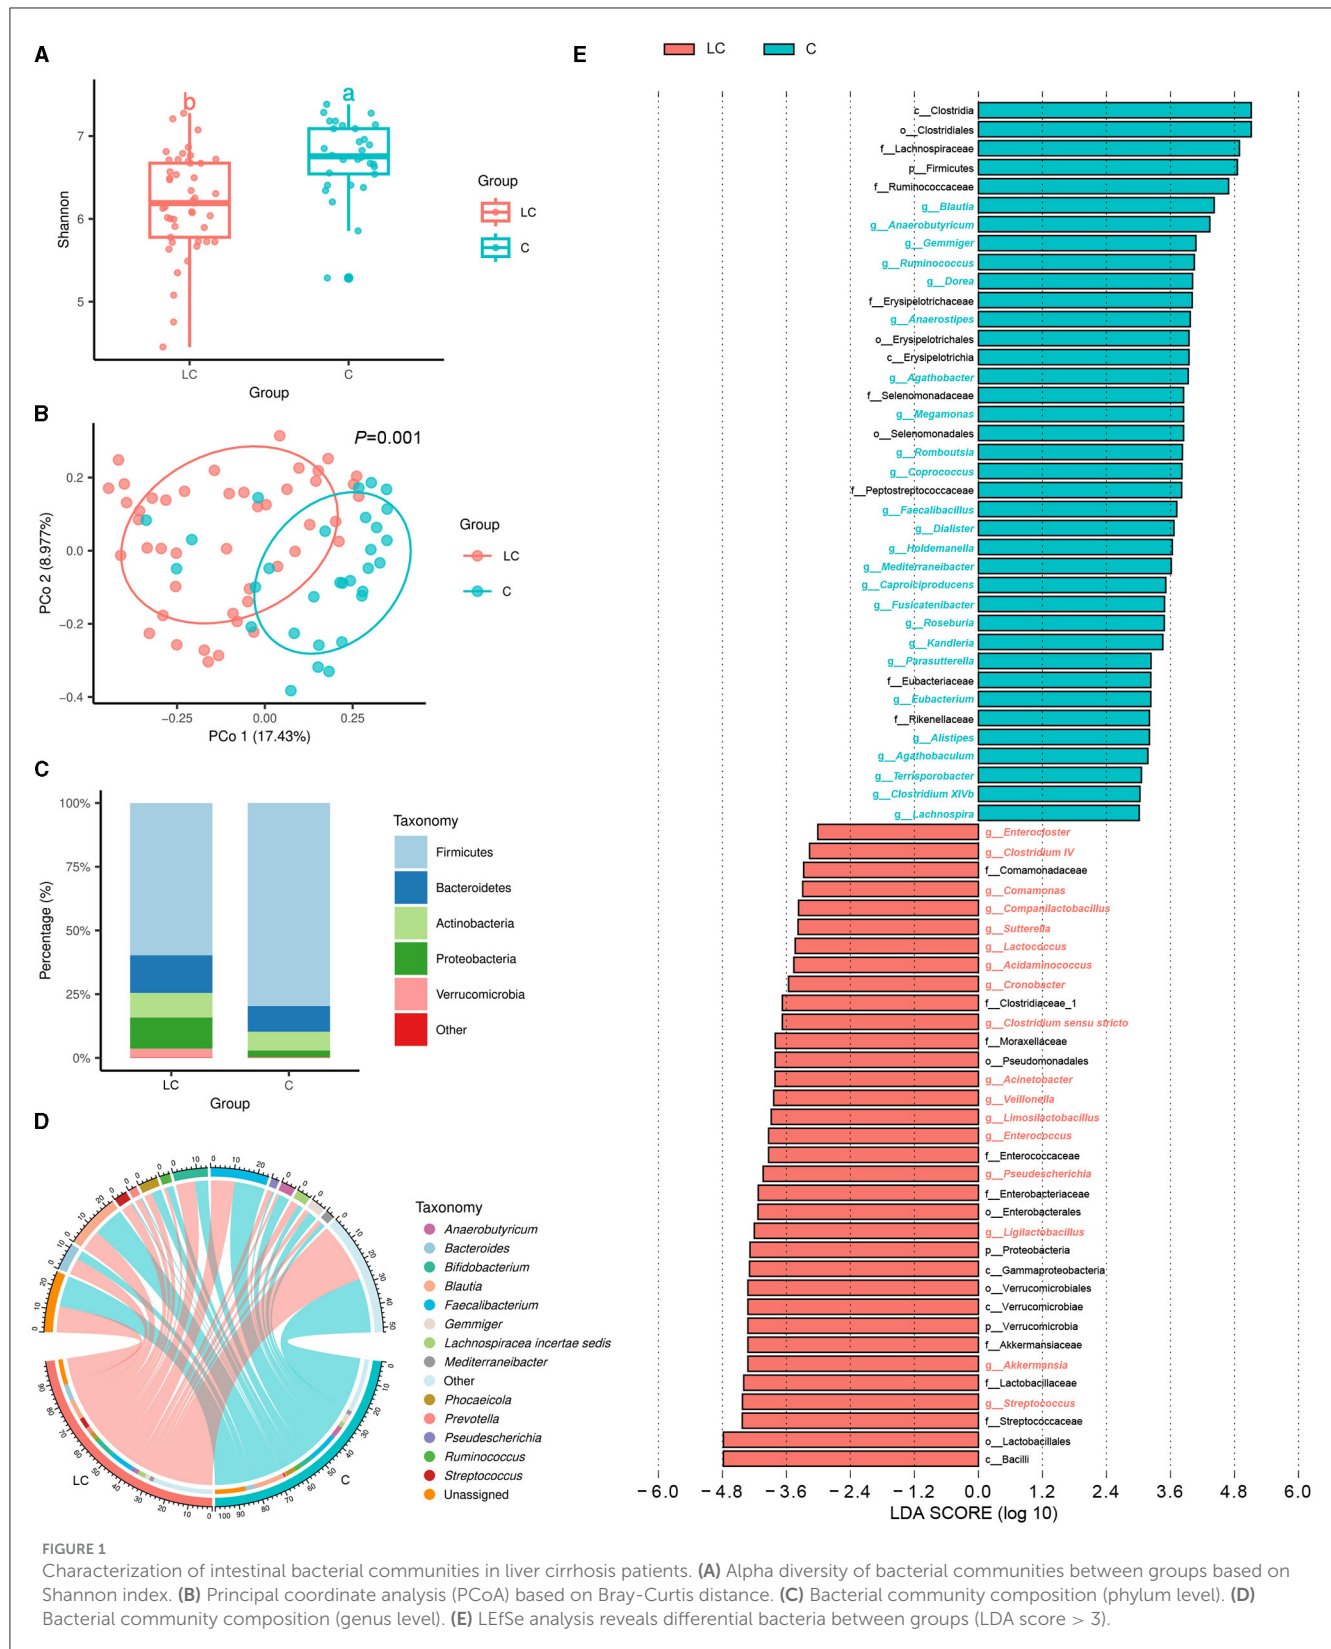 A
b
a
7
6
5
Shannon
LC
C
Group
Group
LC
C
B
P=0.001
0.2
0.0
−0.2
−0.4
PCo 2 (8.977%)
−0.25
0.00
0.25
PCo 1 (17.43%)
Group
LC
C
C
100%
75%
50%
25%
0%
Percentage (%)
LC
C
Group
Taxonomy
Firmicutes
Bacteroidetes
Actinobacteria
Proteobacteria
Verrucomicrobia
Other
D
LC
C
Taxonomy
Anaerobutyricum
Bacteroides
Bifidobacterium
Blautia
Faecalibacterium
Gemmiger
Lachnospiracea incertae sedis
Mediterraneibacter
Other
Phocaeicola
Prevotella
Pseudescherichia
Ruminococcus
Streptococcus
Unassigned
E
LC
C
c__Clostridia
o__Clostridiales
f__Lachnospiraceae
p__Firmicutes
f__Ruminococcaceae
g__Blautia
g__Anaerobutyricum
g__Gemmiger
g__Ruminococcus
g__Dorea
f__Erysipelotrichaceae
g__Anaerostipes
o__Erysipelotrichales
c__Erysipelotrichia
g__Agathobacter
f__Selenomonadaceae
g__Megamonas
o__Selenomonadales
g__Romboutsia
g__Coprococcus
f__Peptostreptococcaceae
g__Faecalibacillus
g__Dialister
g__Holdemanella
g__Mediterraneibacter
g__Caproiciproducens
g__Fusicatenibacter
g__Roseburia
g__Kandleria
g__Parasutterella
f__Eubacteriaceae
g__Eubacterium
f__Rikenellaceae
g__Alistipes
g__Agathobaculum
g__Terrisporobacter
g__Clostridium XIVb
g__Lachnospira
g__Enterocloster
g__Clostridium IV
f__Comamonadaceae
g__Comamonas
g__Companilactobacillus
g__Sutterella
g__Lactococcus
g__Acidaminococcus
g__Cronobacter
f__Clostridiaceae_1
g__Clostridium sensu stricto
f__Moraxellaceae
o__Pseudomonadales
g__Acinetobacter
g__Veillonella
g__Limosilactobacillus
g__Enterococcus
f__Enterococcaceae
g__Pseudescherichia
f__Enterobacteriaceae
o__Enterobacterales
g__Ligilactobacillus
p__Proteobacteria
c__Gammaproteobacteria
o__Verrucomicrobiales
c__Verrucomicrobiae
p__Verrucomicrobia
f__Akkermansiaceae
g__Akkermansia
f__Lactobacillaceae
g__Streptococcus
f__Streptococcaceae
o__Lactobacillales
c__Bacilli
−6.0 −4.8 −3.6 −2.4 −1.2 0.0 1.2 2.4 3.6 4.8 6.0
LDA SCORE (log 10)
FIGURE 1
Characterization of intestinal bacterial communities in liver cirrhosis patients. (A) Alpha diversity of bacterial communities between groups based on
Shannon index. (B) Principal coordinate analysis (PCoA) based on Bray-Curtis distance. (C) Bacterial community composition (phylum level). (D)
Bacterial community composition (genus level). (E) LEfSe analysis reveals differential bacteria between groups (LDA score > 3).